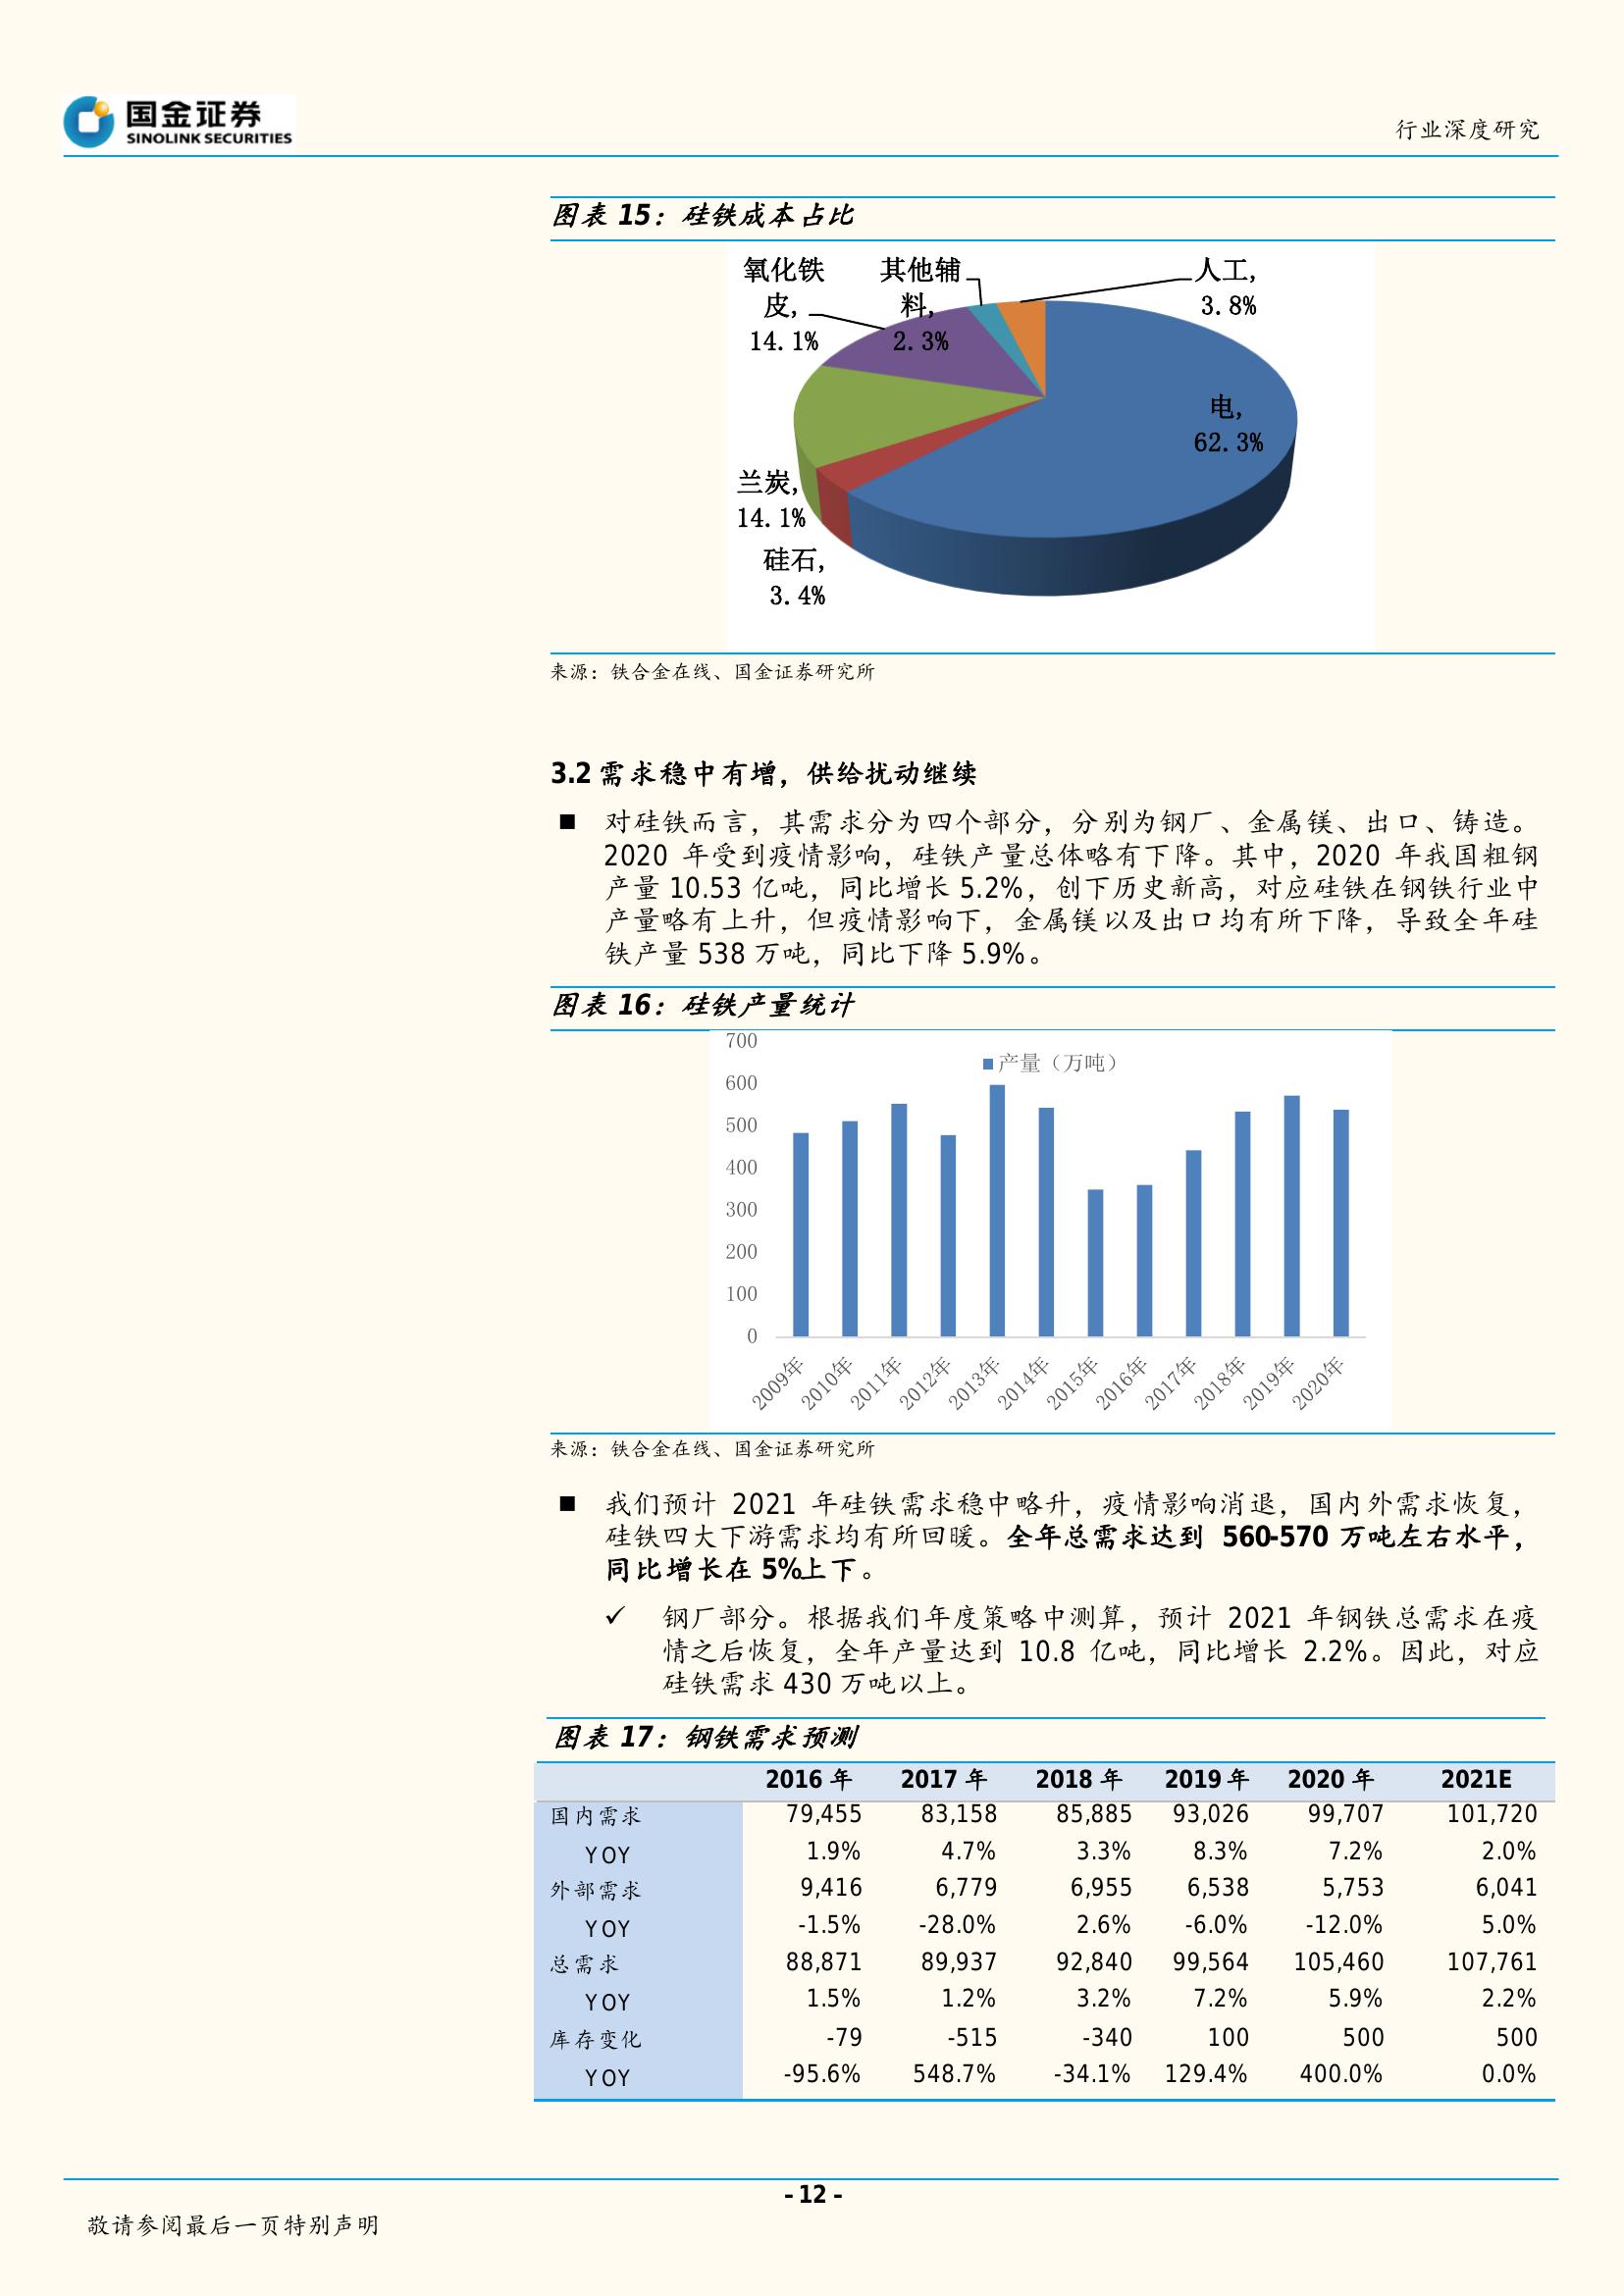 国金证券
SINOLINK SECURITIES
行业深度研究
图表 15：硅铁成本占比
氧化铁
皮,
14.1%
其他辅
料,
2.3%
人工,
3.8%
电,
62.3%
兰炭,
14.1%
硅石,
3.4%
来源：铁合金在线、国金证券研究所
3.2 需求稳中有增，供给扰动继续
■ 对硅铁而言，其需求分为四个部分，分别为钢厂、金属镁、出口、铸造。
2020 年受到疫情影响，硅铁产量总体略有下降。其中，2020 年我国粗钢
产量 10.53 亿吨，同比增长 5.2%，创下历史新高，对应硅铁在钢铁行业中
产量略有上升，但疫情影响下，金属镁以及出口均有所下降，导致全年硅
铁产量 538 万吨，同比下降 5.9%。
图表 16：硅铁产量统计
产量（万吨）
700
600
500
400
300
200
100
0
2009年 2010年 2011年 2012年 2013年 2014年 2015年 2016年 2017年 2018年 2019年 2020年
来源：铁合金在线、国金证券研究所
■ 我们预计 2021 年硅铁需求稳中略升，疫情影响消退，国内外需求恢复，
硅铁四大下游需求均有所回暖。全年总需求达到 560-570 万吨左右水平，
同比增长在 5%上下。
✓ 钢厂部分。根据我们年度策略中测算，预计 2021 年钢铁总需求在疫
情之后恢复，全年产量达到 10.8 亿吨，同比增长 2.2%。因此，对应
硅铁需求 430 万吨以上。
图表 17：钢铁需求预测
2016 年 2017 年 2018 年 2019 年 2020 年 2021E
国内需求 79,455 83,158 85,885 93,026 99,707 101,720
YOY 1.9% 4.7% 3.3% 8.3% 7.2% 2.0%
外部需求 9,416 6,779 6,955 6,538 5,753 6,041
YOY -1.5% -28.0% 2.6% -6.0% -12.0% 5.0%
总需求 88,871 89,937 92,840 99,564 105,460 107,761
YOY 1.5% 1.2% 3.2% 7.2% 5.9% 2.2%
库存变化 -79 -515 -340 100 500 500
YOY -95.6% 548.7% -34.1% 129.4% 400.0% 0.0%
- 12 -
敬请参阅最后一页特别声明